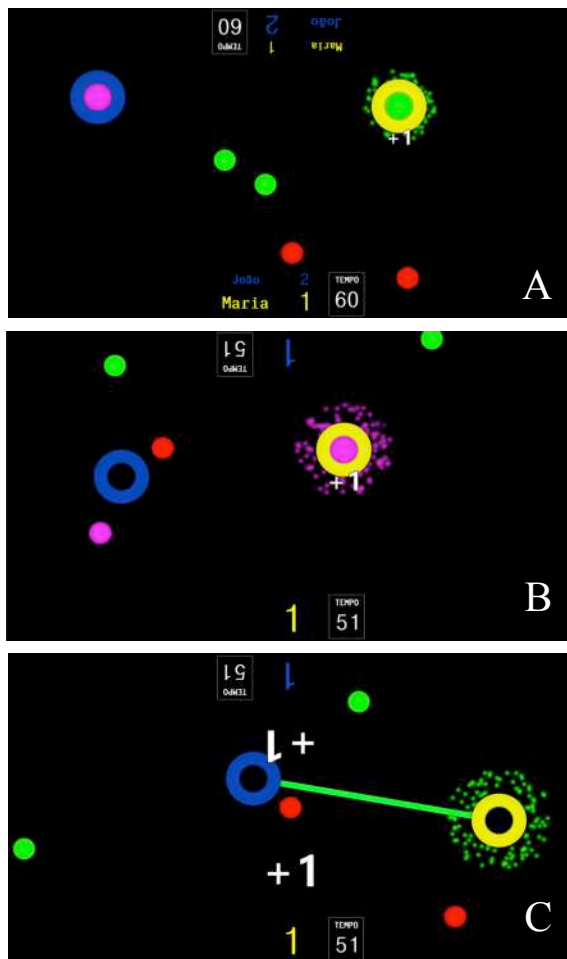 60 2 João
TEMPO 1 Maria
+1
João 2 TEMPO
Maria 1 60
A
51 1
TEMPO
+1
TEMPO
1 51
B
51 1
TEMPO
+1
+1
TEMPO
1 51
C